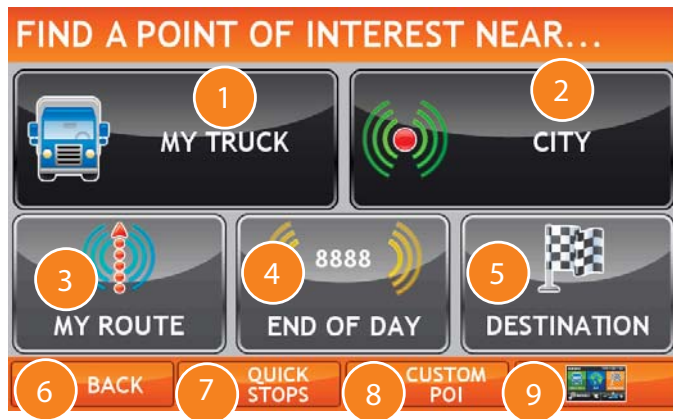 FIND A POINT OF INTEREST NEAR...
1
2
MY TRUCK
CITY
3
4
8888
5
MY ROUTE
END OF DAY
DESTINATION
6
BACK
7
QUICK
STOPS
8
CUSTOM
POI
9